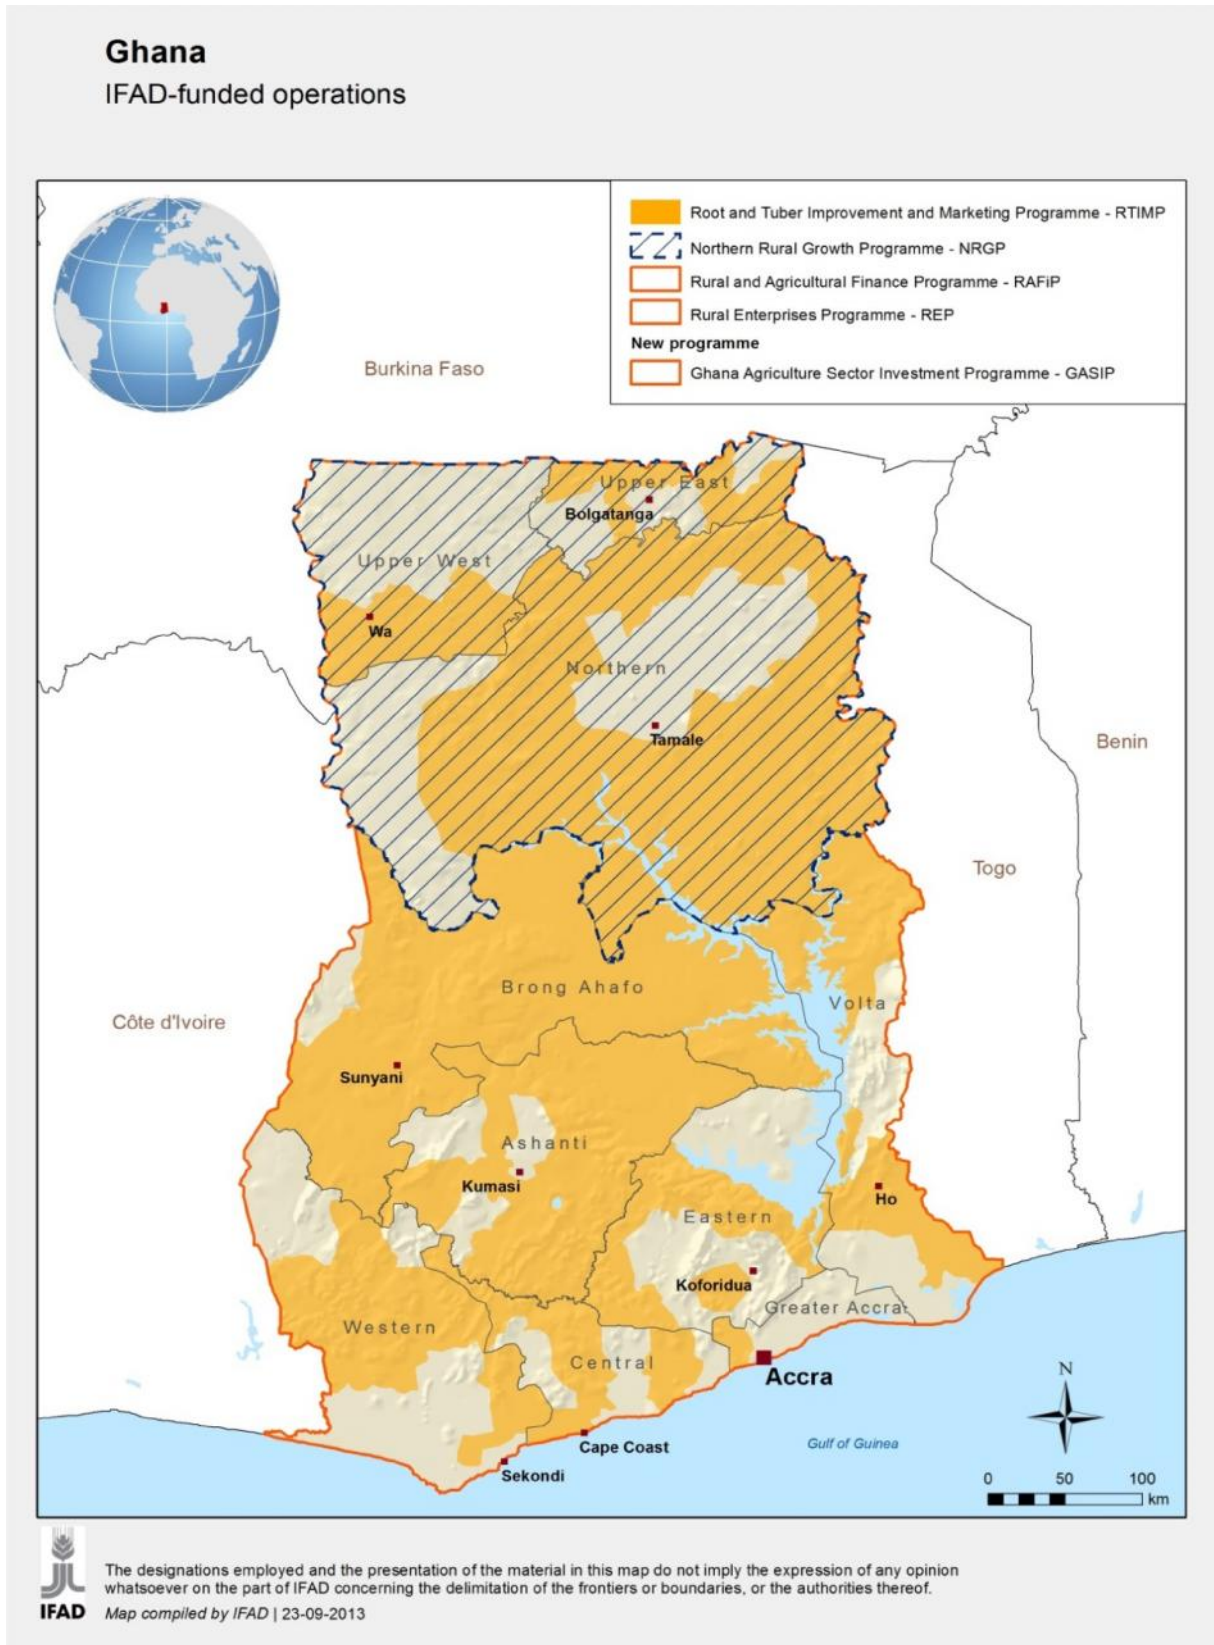 Ghana
IFAD-funded operations
Root and Tuber Improvement and Marketing Programme - RTIMP
Northern Rural Growth Programme - NRGP
Rural and Agricultural Finance Programme - RAFiP
Rural Enterprises Programme - REP
New programme
Ghana Agriculture Sector Investment Programme - GASIP
Burkina Faso
Upper East
Bolgatanga
Upper West
Wa
Northern
Tamale
Benin
Togo
Brong Ahafo
Volta
Côte d'Ivoire
Sunyani
Ashanti
Kumasi
Ho
Eastern
Koforidua
Greater Accra
Western
Central
Accra
N
Cape Coast
Gulf of Guinea
Sekondi
0 50 100
km
The designations employed and the presentation of the material in this map do not imply the expression of any opinion
whatsoever on the part of IFAD concerning the delimitation of the frontiers or boundaries, or the authorities thereof.
IFAD
Map compiled by IFAD | 23-09-2013